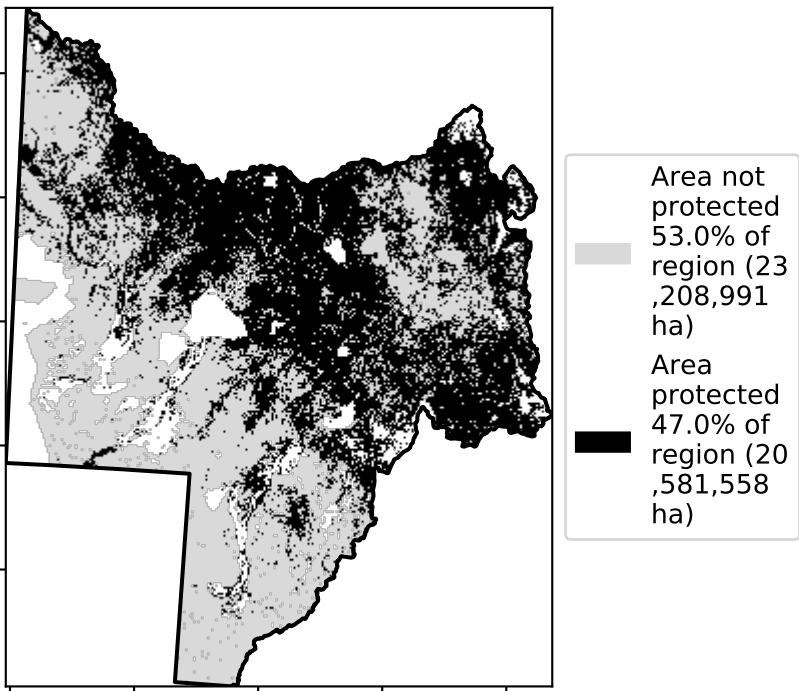 Area not
protected
53.0% of
region (23
,208,991
ha)
Area
protected
47.0% of
region (20
,581,558
ha)